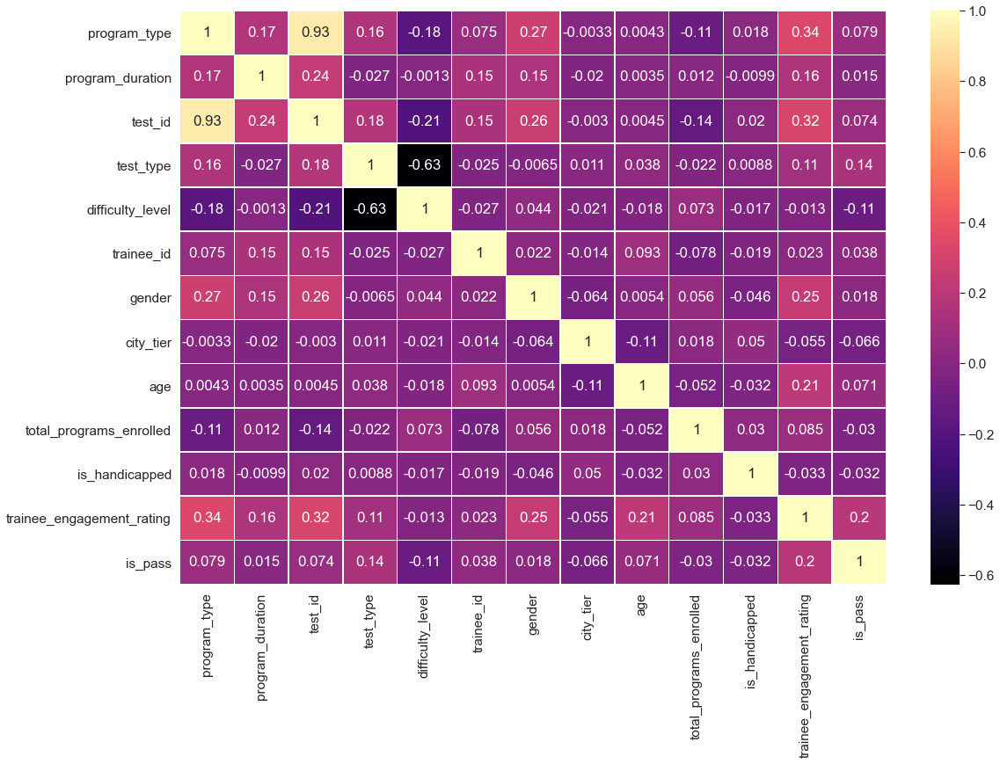 program_type 1 0.17 0.93 0.16 -0.18 0.075 0.27 -0.0033 0.0043 -0.11 0.018 0.34 0.079
program_duration 0.17 1 0.24 -0.027 -0.0013 0.15 0.15 -0.02 0.0035 0.012 -0.0099 0.16 0.015
test_id 0.93 0.24 1 0.18 -0.21 0.15 0.26 -0.003 0.0045 -0.14 0.02 0.32 0.074
test_type 0.16 -0.027 0.18 1 -0.63 -0.025 -0.0065 0.011 0.038 -0.022 0.0088 0.11 0.14
difficulty_level -0.18 -0.0013 -0.21 -0.63 1 -0.027 0.044 -0.021 -0.018 0.073 -0.017 -0.013 -0.11
trainee_id 0.075 0.15 0.15 -0.025 -0.027 1 0.022 -0.014 0.093 -0.078 -0.019 0.023 0.038
gender 0.27 0.15 0.26 -0.0065 0.044 0.022 1 -0.064 0.0054 0.056 -0.046 0.25 0.018
city_tier -0.0033 -0.02 -0.003 0.011 -0.021 -0.014 -0.064 1 -0.11 0.018 0.05 -0.055 -0.066
age 0.0043 0.0035 0.0045 0.038 -0.018 0.093 0.0054 -0.11 1 -0.052 -0.032 0.21 0.071
total_programs_enrolled -0.11 0.012 -0.14 -0.022 0.073 -0.078 0.056 0.018 -0.052 1 0.03 0.085 -0.03
is_handicapped 0.018 -0.0099 0.02 0.0088 -0.017 -0.019 -0.046 0.05 -0.032 0.03 1 -0.033 -0.032
trainee_engagement_rating 0.34 0.16 0.32 0.11 -0.013 0.023 0.25 -0.055 0.21 0.085 -0.033 1 0.2
is_pass 0.079 0.015 0.074 0.14 -0.11 0.038 0.018 -0.066 0.071 -0.03 -0.032 0.2 1
program_type
program_duration
test_id
test_type
difficulty_level
trainee_id
gender
city_tier
age
total_programs_enrolled
is_handicapped
trainee_engagement_rating
is_pass
1.0
0.8
0.6
0.4
0.2
0.0
−0.2
−0.4
−0.6